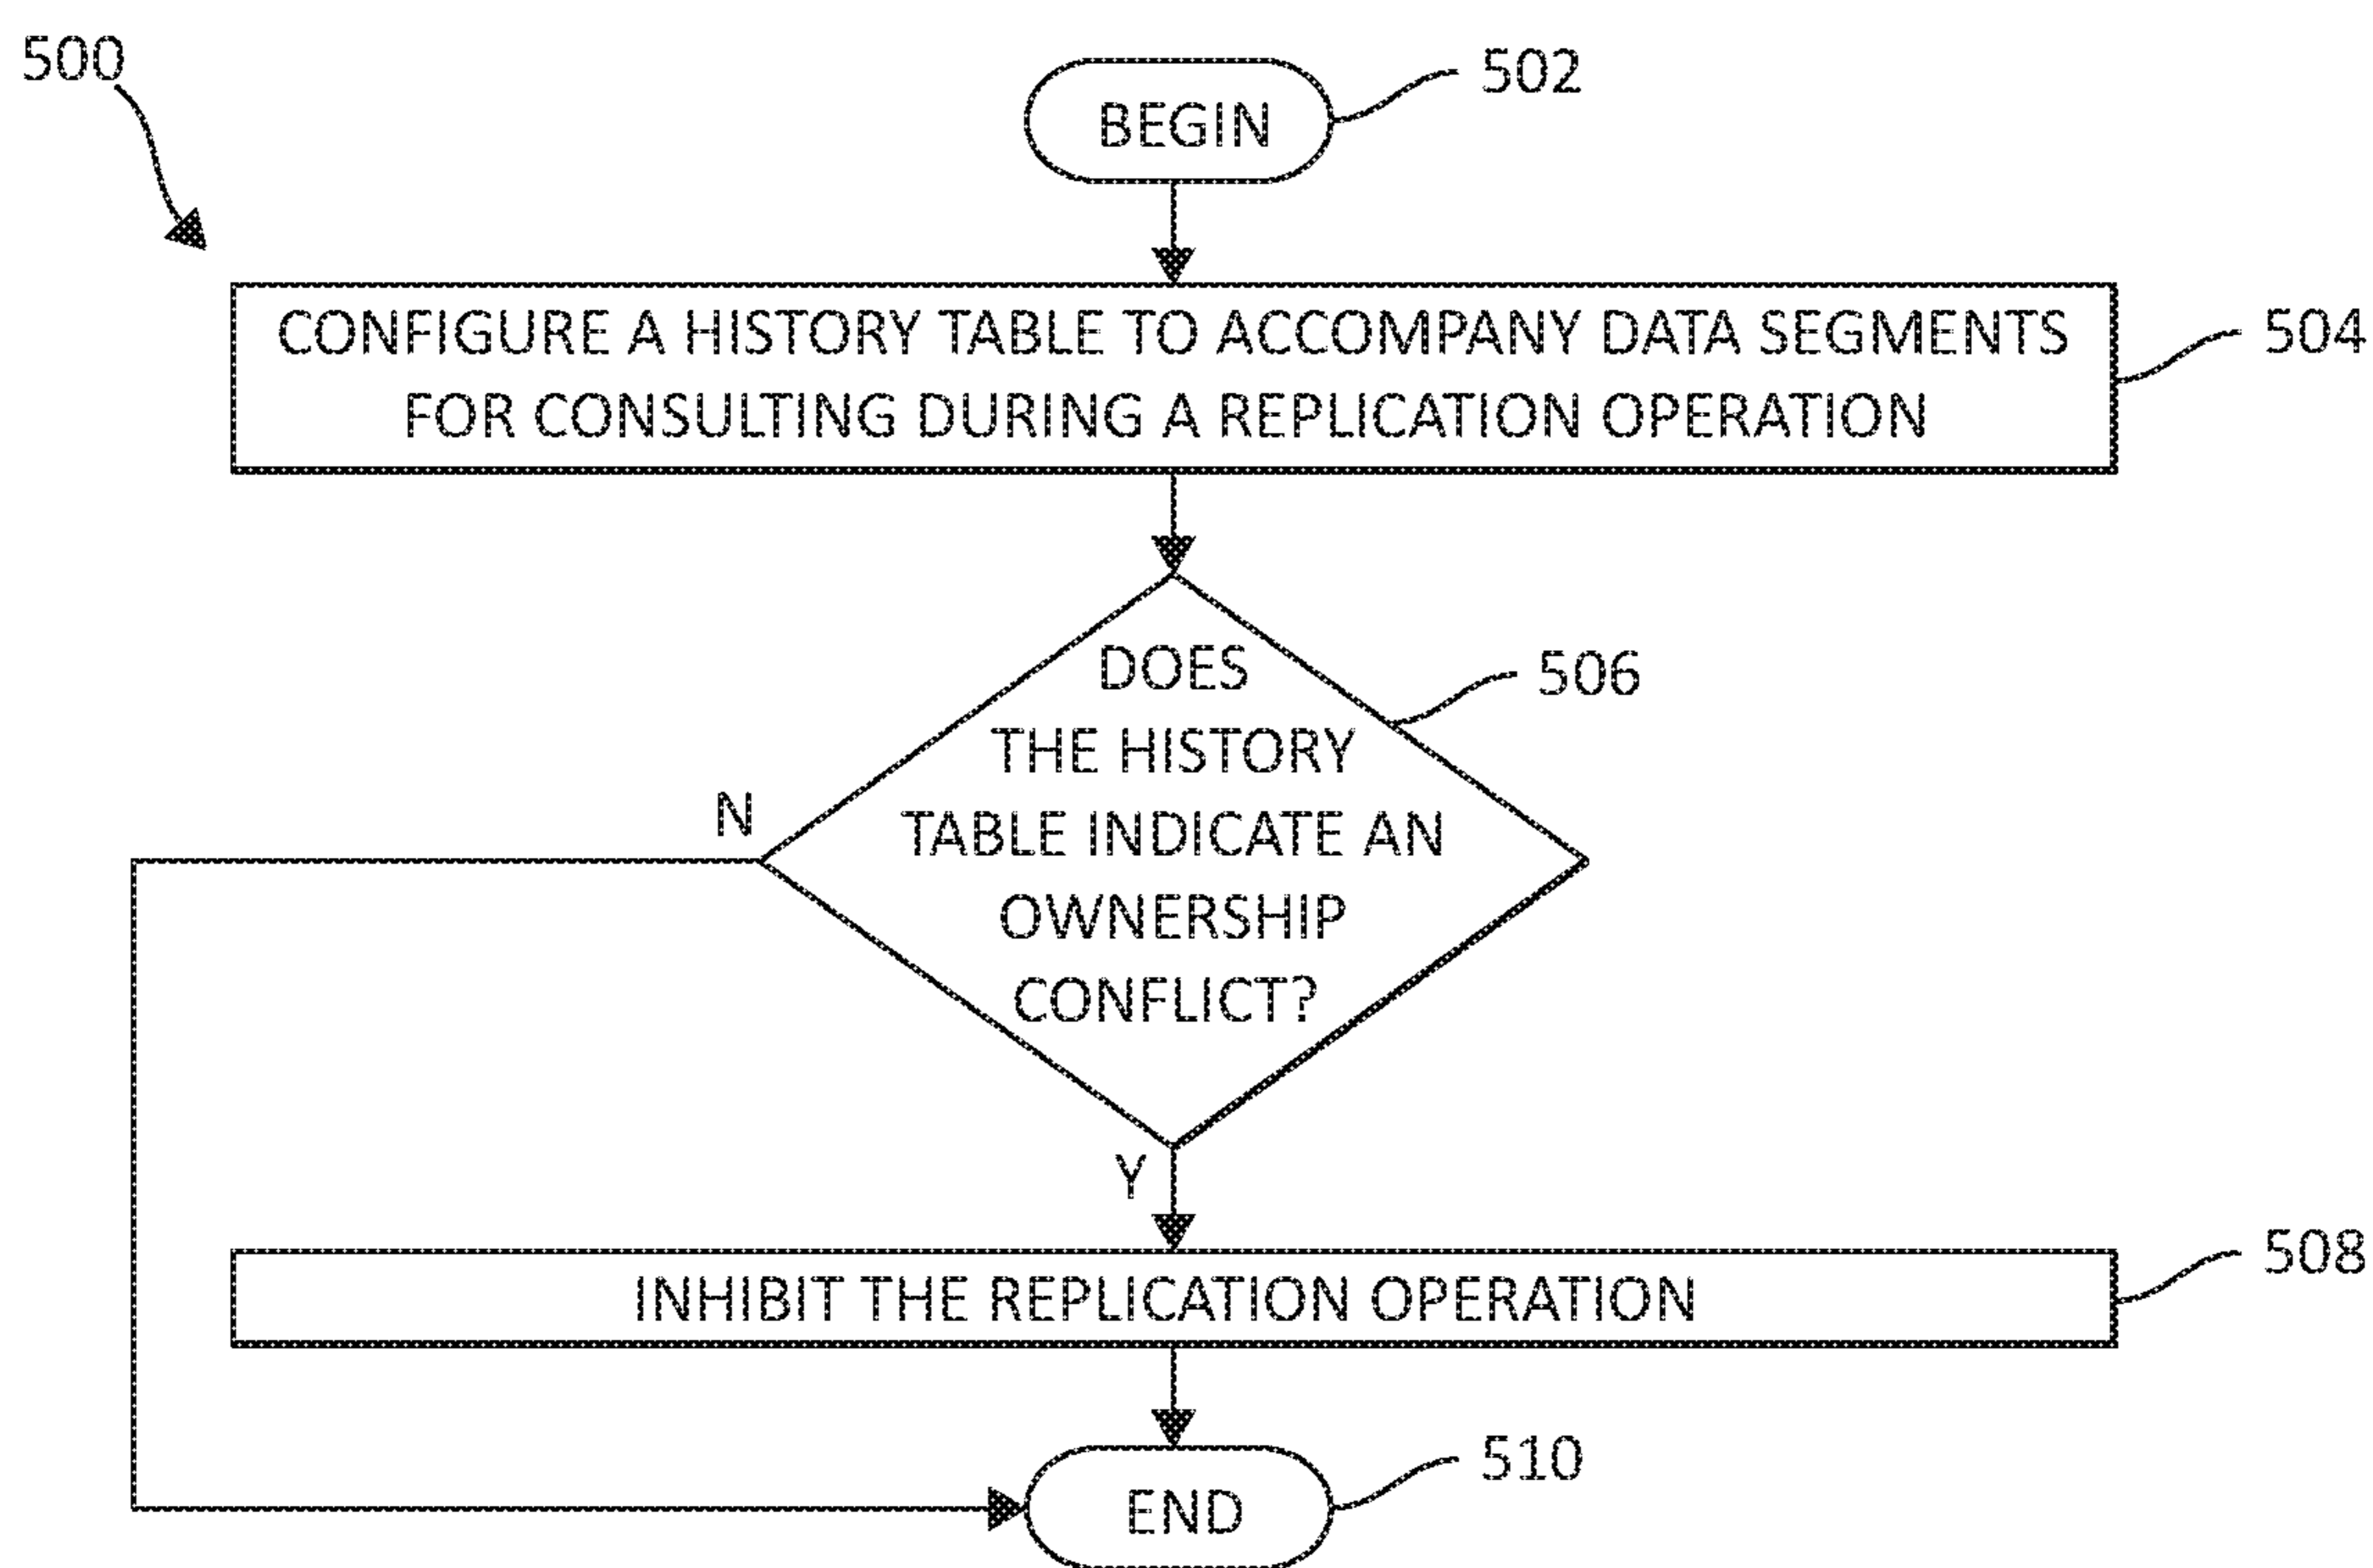 500
BEGIN
502
CONFIGURE A HISTORY TABLE TO ACCOMPANY DATA SEGMENTS
FOR CONSULTING DURING A REPLICATION OPERATION
504
DOES
THE HISTORY
TABLE INDICATE AN
OWNERSHIP
CONFLICT?
506
N
Y
INHIBIT THE REPLICATION OPERATION
508
END
510